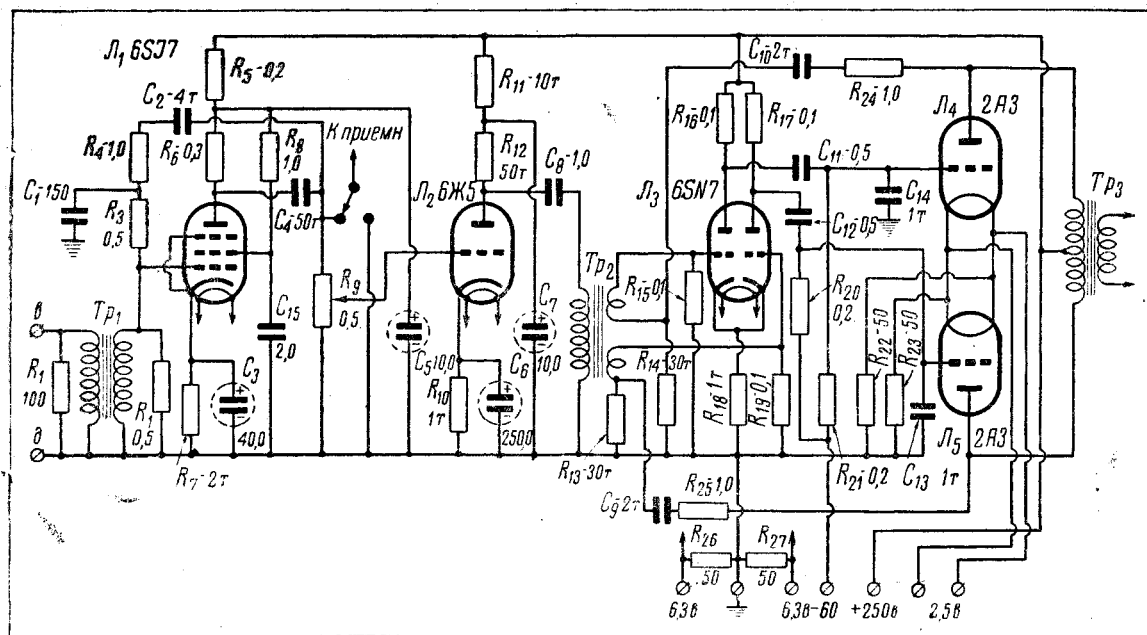 Л₁ 6SJ7
R₅-0,2
C₂-4т
R₄-1,0
R₆-0,3
R₈
1,0
C₁-150
R₃
0,5
C₄-50т
К приемн
R₁₁-10т
R₁₂
50т
Л₂ 6Ж5
C₈-1,0
C₁₀-2т
R₂₄-1,0
R₁₆-0,1
R₁₇-0,1
Л₃ 6SN7
C₁₁-0,5
C₁₂-0,5
C₁₄
1т
Л₄ 2А3
Тр₃
в
R₁
100
д
Тр₁
R₁
0,5
R₇-2т
C₃
40,0
C₁₅
2,0
R₉
0,5
C₅ 10,0
R₁₀
1т
C₆
250,0
C₇
10,0
Тр₂
R₁₅-0,1
R₁₄-30т
R₁₃-30т
R₁₈-1т
R₁₉-0,1
R₂₀
0,2
R₂₁-0,2
R₂₂-50
R₂₃-50
C₁₃
1т
Л₅ 2А3
C₉-2т
R₂₅-1,0
R₂₆
50
R₂₇
50
6,3в 6,3в-60 +250в 2,5в